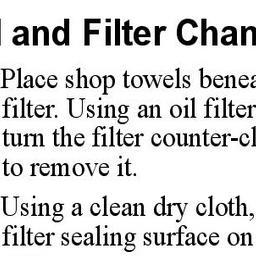 and Filter Chan
Place shop towels benea
filter. Using an oil filter
turn the filter counter-cl
to remove it.
Using a clean dry cloth,
filter sealing surface on